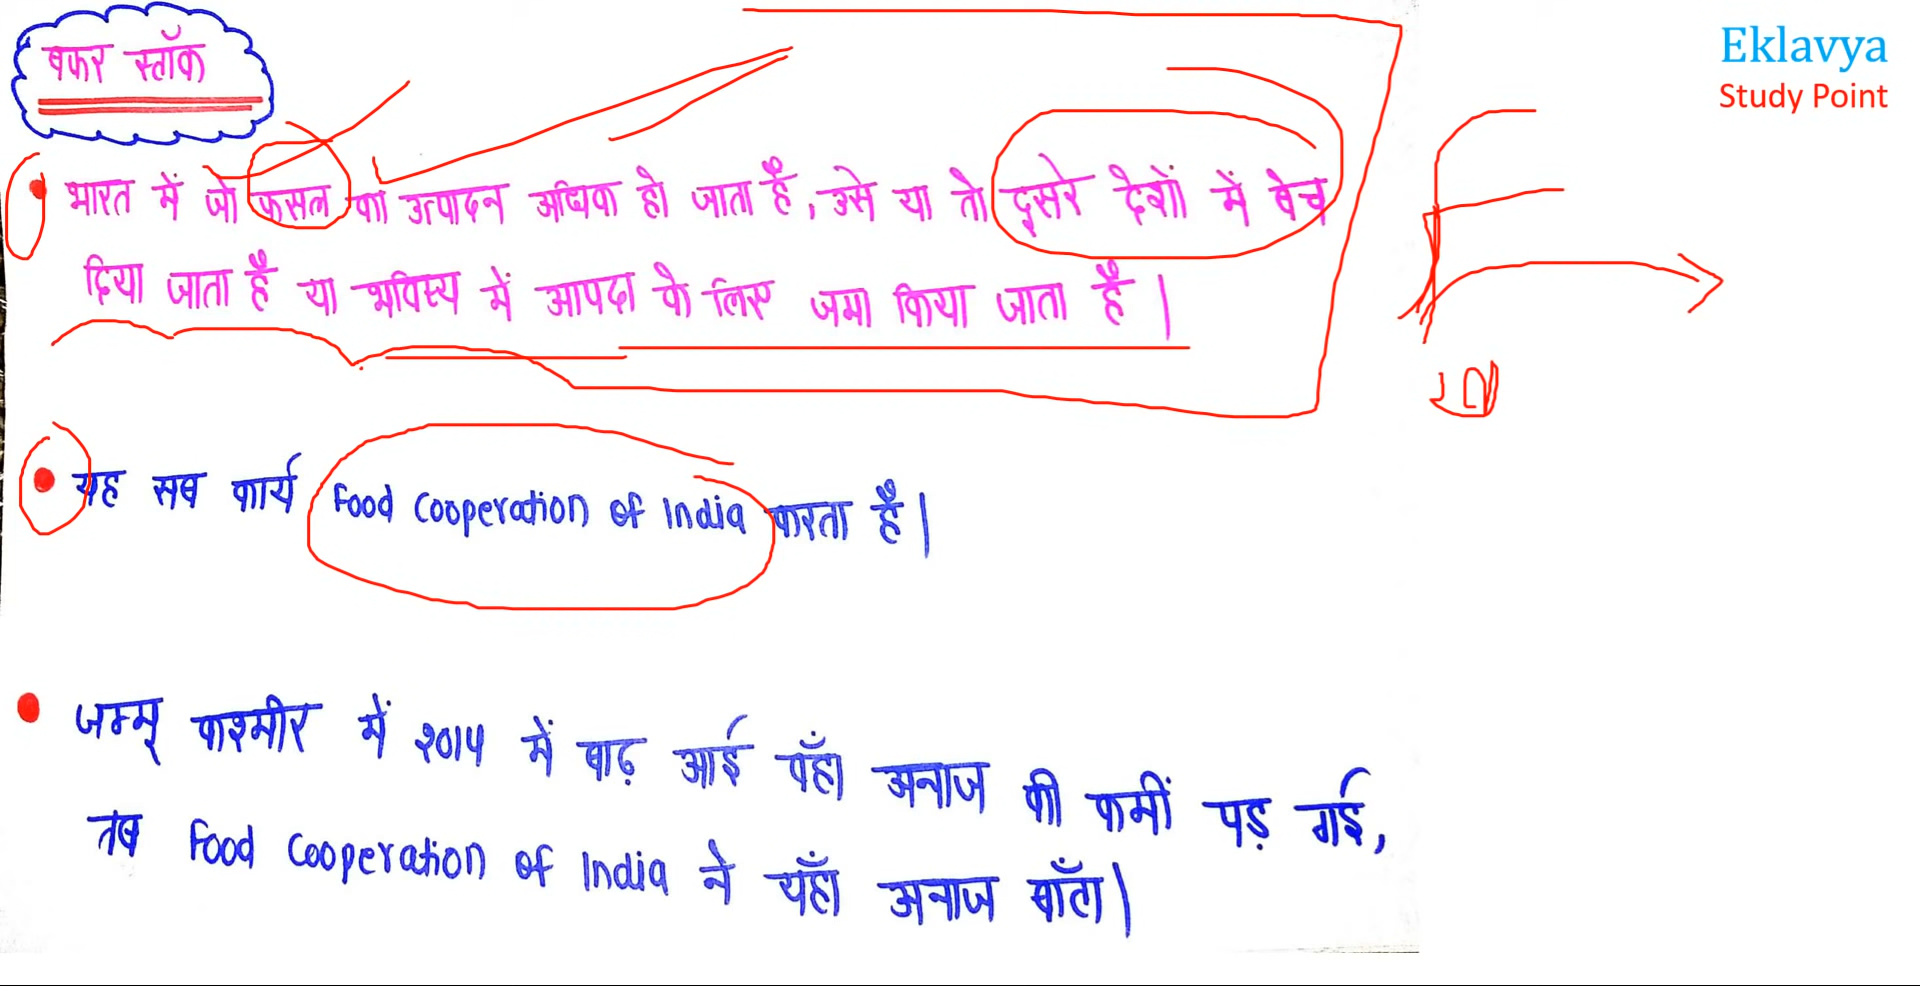 बफर स्टॉक
Eklavya
Study Point
भारत में जो फसल का उत्पादन अधिक हो जाता है, उसे या तो दूसरे देशों में बेच
दिया जाता है या भविस्य में आपदा के लिए जमा किया जाता है।
यह सब कार्य Food Cooperation of India करता है।
जम्मू कश्मीर में 2014 में बाढ़ आई वहाँ अनाज की कमीं पड़ गई,
तब Food Cooperation of India ने यहाँ अनाज बाँटा।